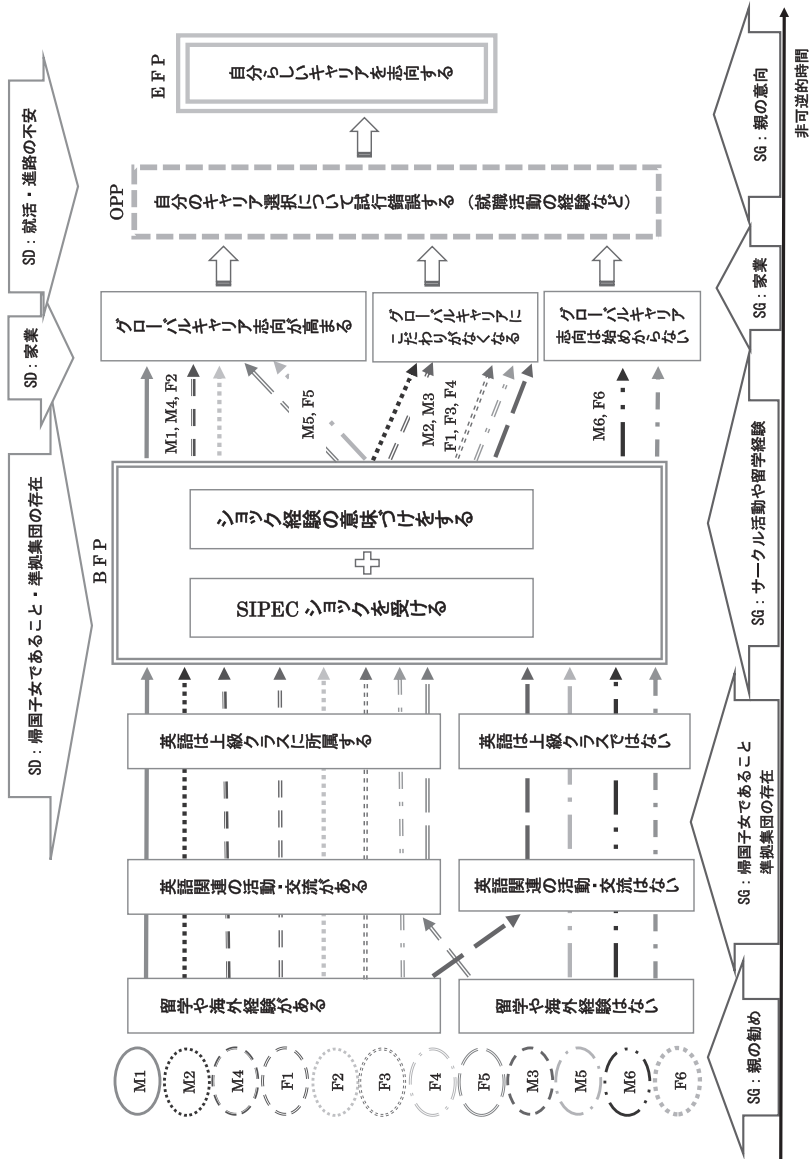 SD：帰国子女であること・準拠集団の存在
SD：家業
SD：就活・進路の不安
BFP
OPP
EFP
M1
M2
M4
F1
F2
F3
F4
F5
M3
M5
M6
F6
留学や海外経験がある
留学や海外経験はない
英語関連の活動・交流がある
英語関連の活動・交流はない
英語は上級クラスに所属する
英語は上級クラスではない
SIPEC ショックを受ける
ショック経験の意味づけをする
M1, M4, F2
M5, F5
M2, M3
F1, F3, F4
M6, F6
グローバルキャリア志向が高まる
グローバルキャリアに
こだわりがなくなる
グローバルキャリア
志向は始めからない
自分のキャリア選択について試行錯誤する（就職活動の経験など）
自分らしいキャリアを志向する
SG：親の勧め
SG：帰国子女であること
準拠集団の存在
SG：サークル活動や留学経験
SG：家業
SG：親の意向
非可逆的時間